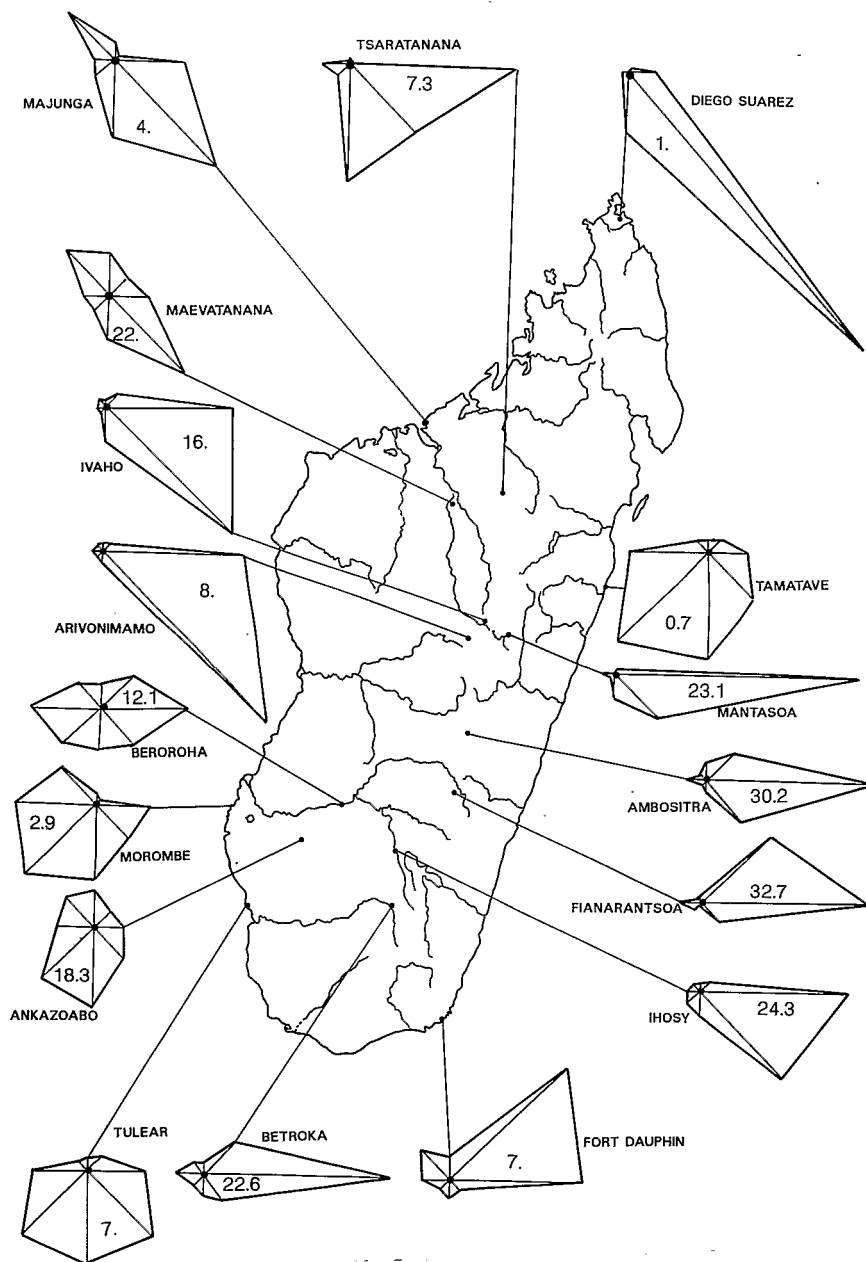 TSARATANANA
7.3
DIEGO SUAREZ
1.
MAJUNGA
4.
MAEVATANANA
22.
16.
IVAHO
8.
ARIVONIMAMO
TAMATAVE
0.7
23.1
MANTASOA
12.1
BEROROHA
AMBOSITRA
30.2
2.9
MOROMBE
32.7
FIANARANTSOA
18.3
ANKAZOABO
24.3
IHOSY
TULEAR
7.
BETROKA
22.6
FORT DAUPHIN
7.